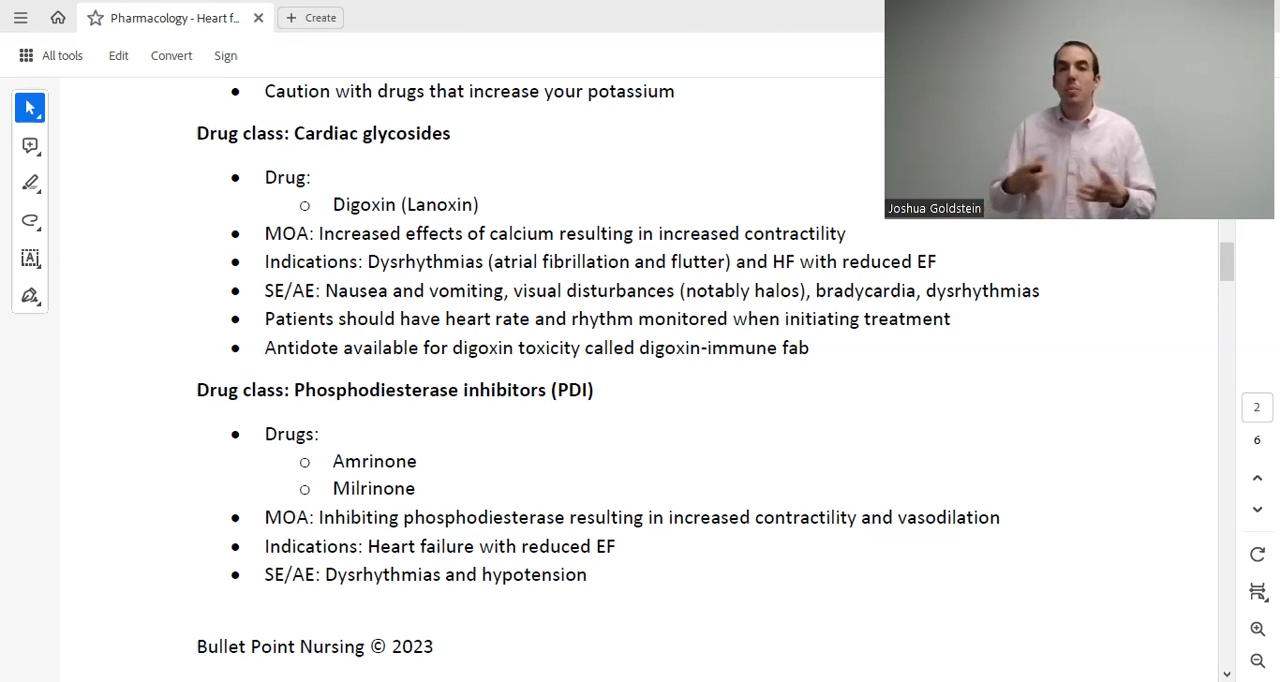 Pharmacology - Heart f...
Create
All tools
Edit
Convert
Sign
• Caution with drugs that increase your potassium
Drug class: Cardiac glycosides
• Drug:
o Digoxin (Lanoxin)
• MOA: Increased effects of calcium resulting in increased contractility
• Indications: Dysrhythmias (atrial fibrillation and flutter) and HF with reduced EF
• SE/AE: Nausea and vomiting, visual disturbances (notably halos), bradycardia, dysrhythmias
• Patients should have heart rate and rhythm monitored when initiating treatment
• Antidote available for digoxin toxicity called digoxin-immune fab
Drug class: Phosphodiesterase inhibitors (PDI)
• Drugs:
o Amrinone
o Milrinone
• MOA: Inhibiting phosphodiesterase resulting in increased contractility and vasodilation
• Indications: Heart failure with reduced EF
• SE/AE: Dysrhythmias and hypotension
Bullet Point Nursing © 2023
Joshua Goldstein
2
6